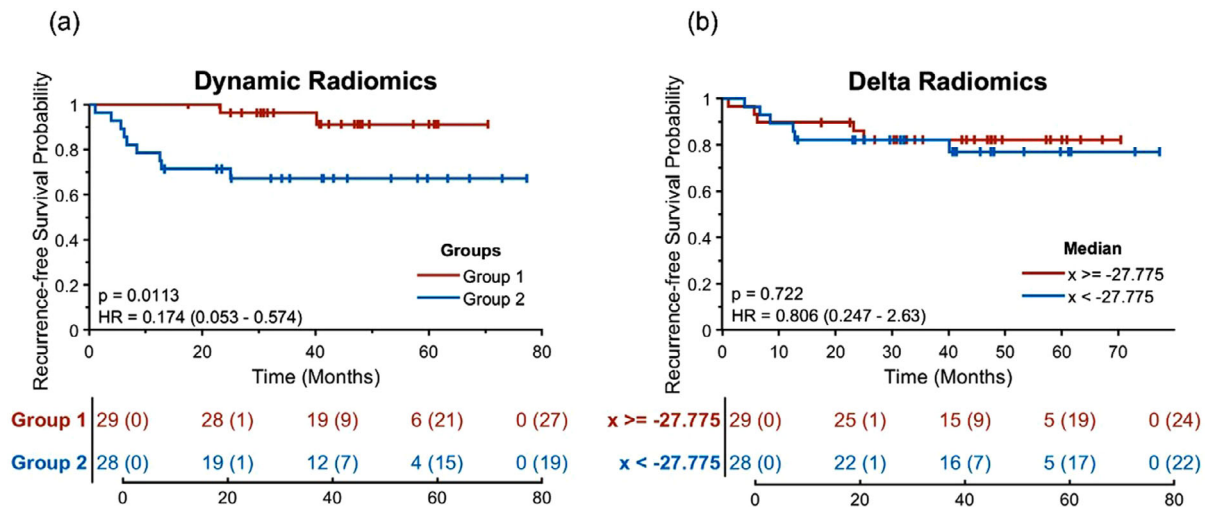 (a)
Dynamic Radiomics
Recurrence-free Survival Probability
1
0.8
0.6
0.4
0.2
0
Groups
Group 1
Group 2
p = 0.0113
HR = 0.174 (0.053 - 0.574)
0 20 40 60 80
Time (Months)
Group 1 29 (0) 28 (1) 19 (9) 6 (21) 0 (27)
Group 2 28 (0) 19 (1) 12 (7) 4 (15) 0 (19)
0 20 40 60 80
(b)
Delta Radiomics
Recurrence-free Survival Probability
1
0.8
0.6
0.4
0.2
0
Median
x >= -27.775
x < -27.775
p = 0.722
HR = 0.806 (0.247 - 2.63)
0 10 20 30 40 50 60 70
Time (Months)
x >= -27.775 29 (0) 25 (1) 15 (9) 5 (19) 0 (24)
x < -27.775 28 (0) 22 (1) 16 (7) 5 (17) 0 (22)
0 20 40 60 80